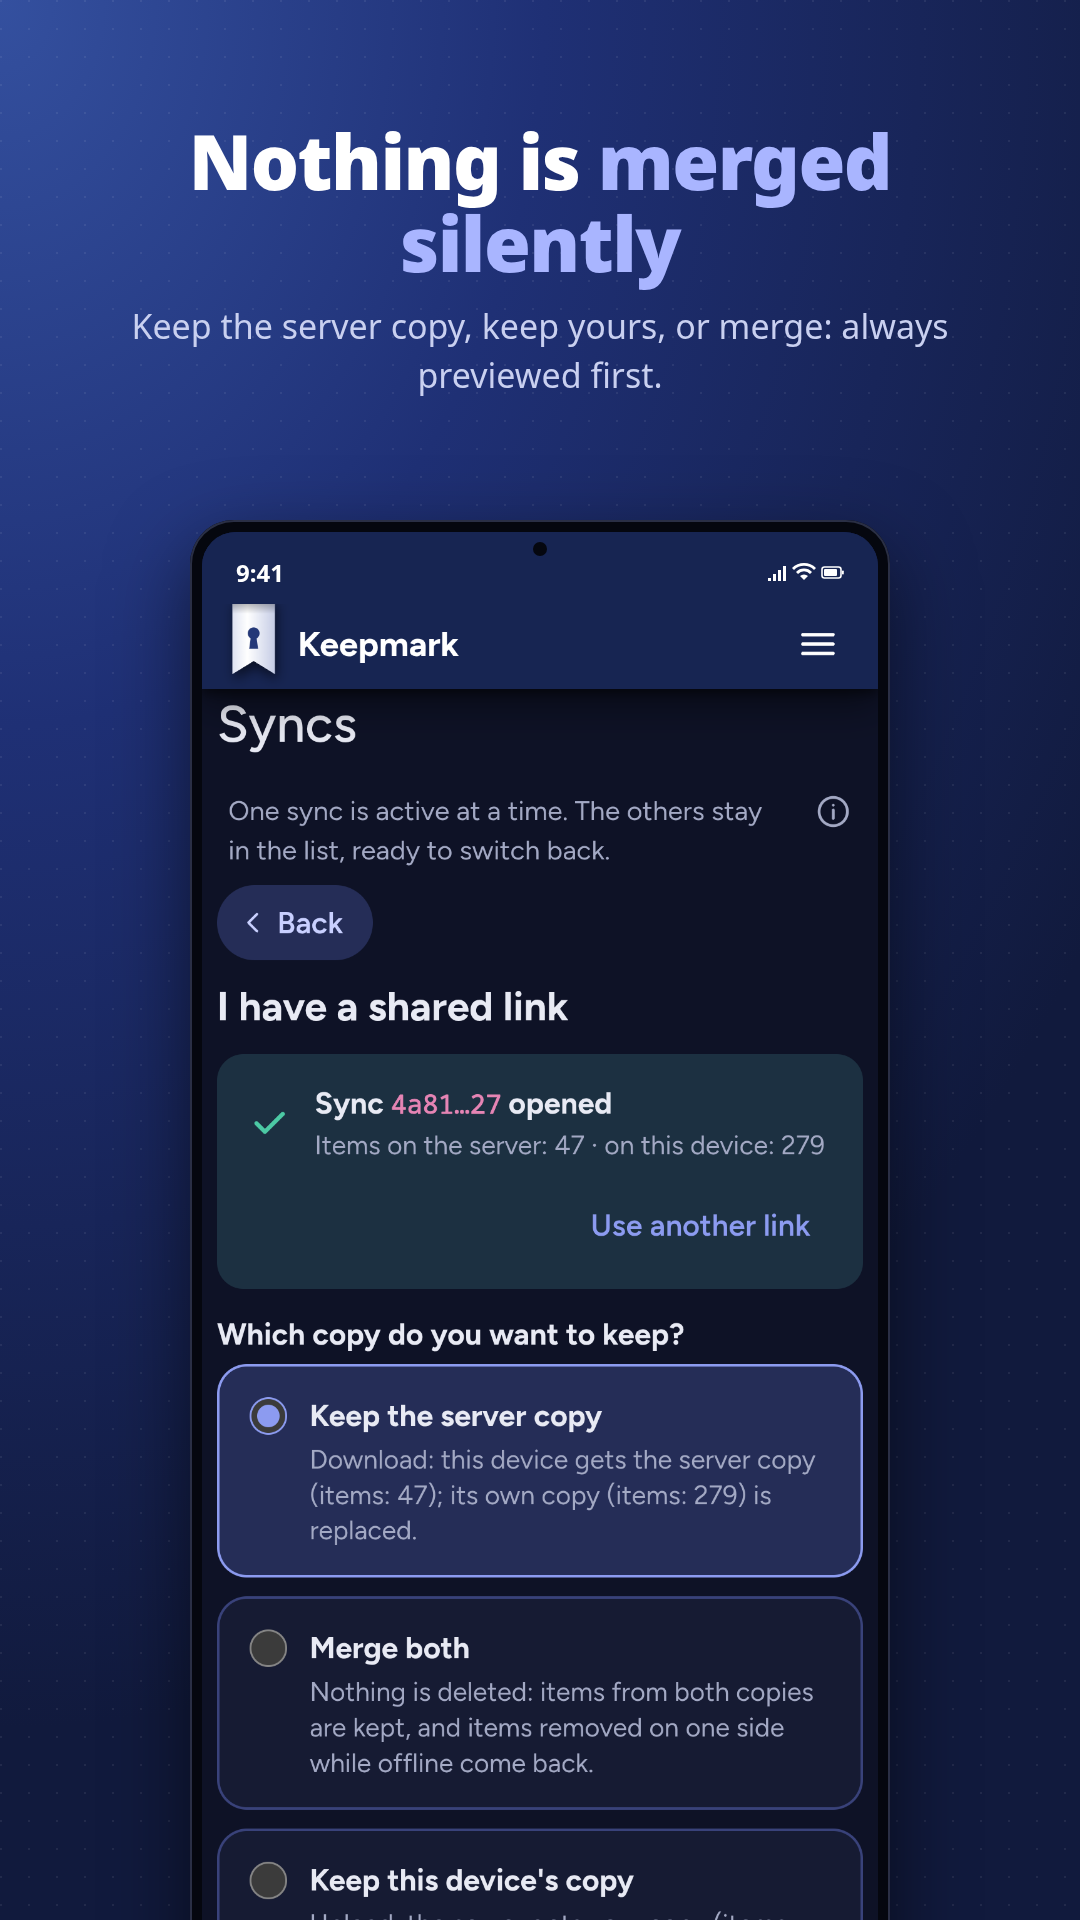 Nothing is merged
silently
Keep the server copy, keep yours, or merge: always
previewed first.
9:41
Keepmark
Syncs
One sync is active at a time. The others stay
in the list, ready to switch back.
Back
I have a shared link
Sync 4a81…27 opened
Items on the server: 47 · on this device: 279
Use another link
Which copy do you want to keep?
Keep the server copy
Download: this device gets the server copy
(items: 47); its own copy (items: 279) is
replaced.
Merge both
Nothing is deleted: items from both copies
are kept, and items removed on one side
while offline come back.
Keep this device's copy